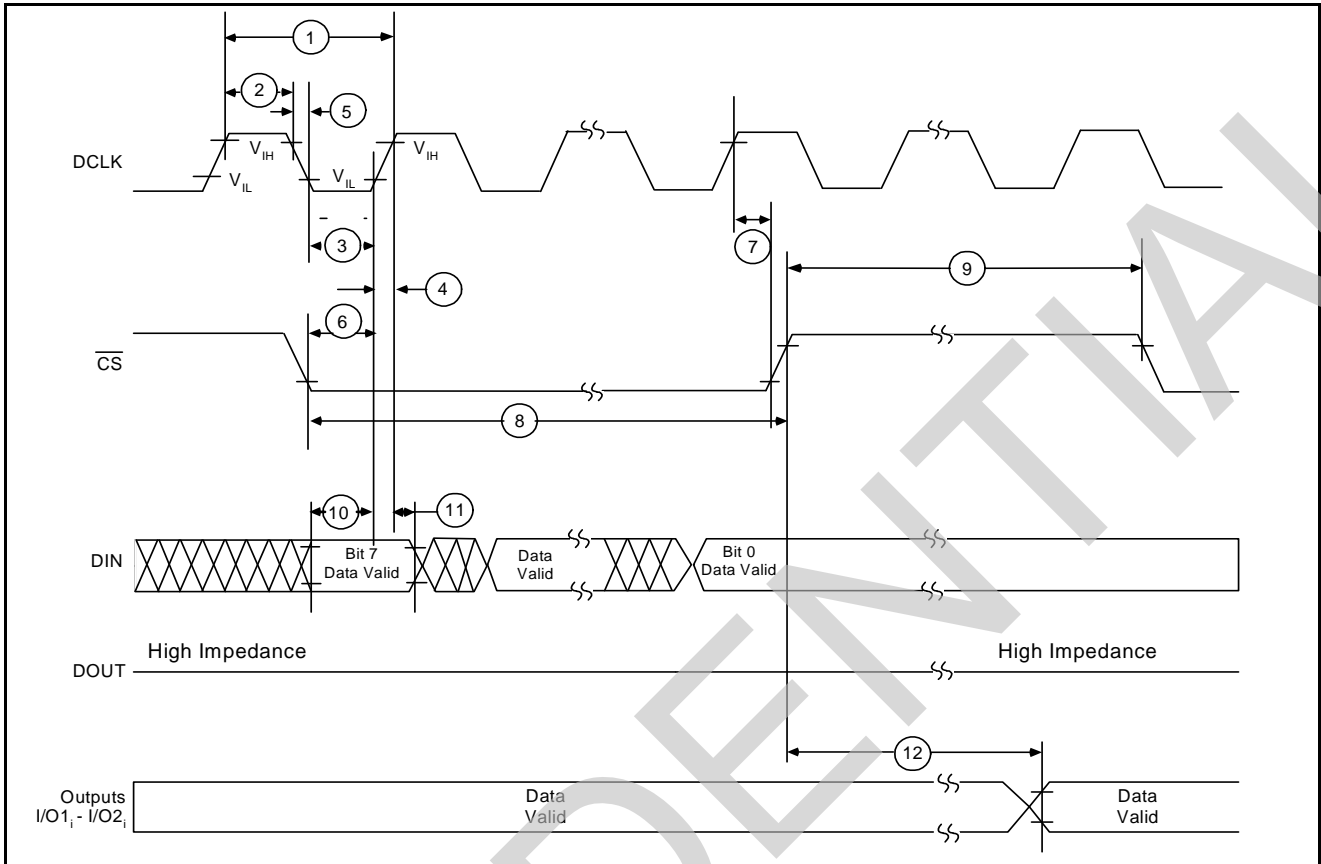 1
2
5
DCLK
V_IH
V_IL
V_IL
V_IH
3
7
4
9
6
CS
8
10
11
DIN
Bit 7
Data Valid
Data
Valid
Bit 0
Data Valid
High Impedance
High Impedance
DOUT
12
Outputs
I/O1_i - I/O2_i
Data
Valid
Data
Valid
DENTIAL